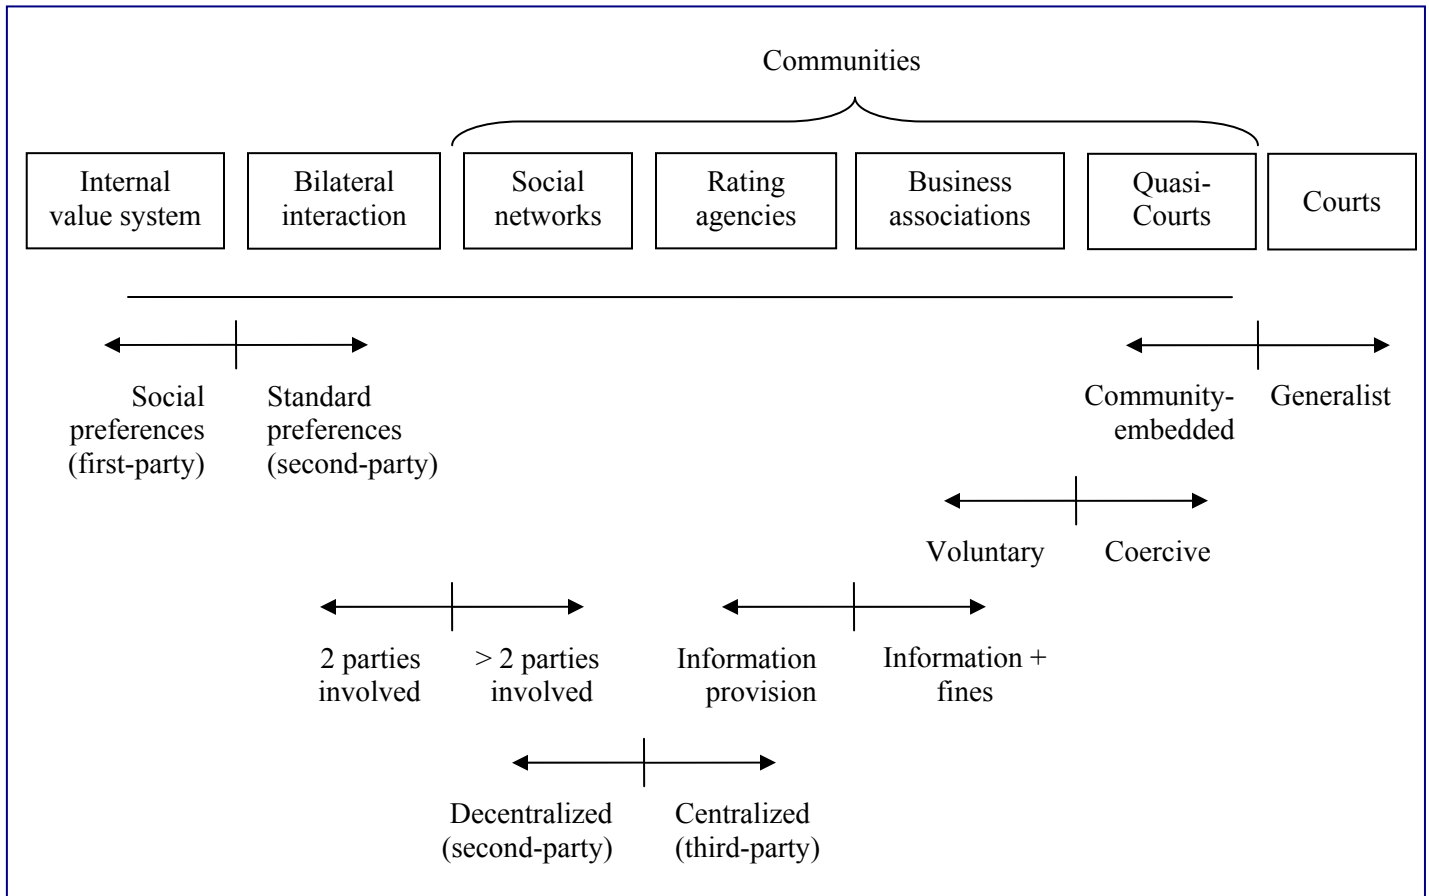 Communities
Internal
value system
Bilateral
interaction
Social
networks
Rating
agencies
Business
associations
Quasi-
Courts
Courts
Social
preferences
(first-party)
Standard
preferences
(second-party)
Community-
embedded
Generalist
Voluntary
Coercive
2 parties
involved
> 2 parties
involved
Information
provision
Information +
fines
Decentralized
(second-party)
Centralized
(third-party)